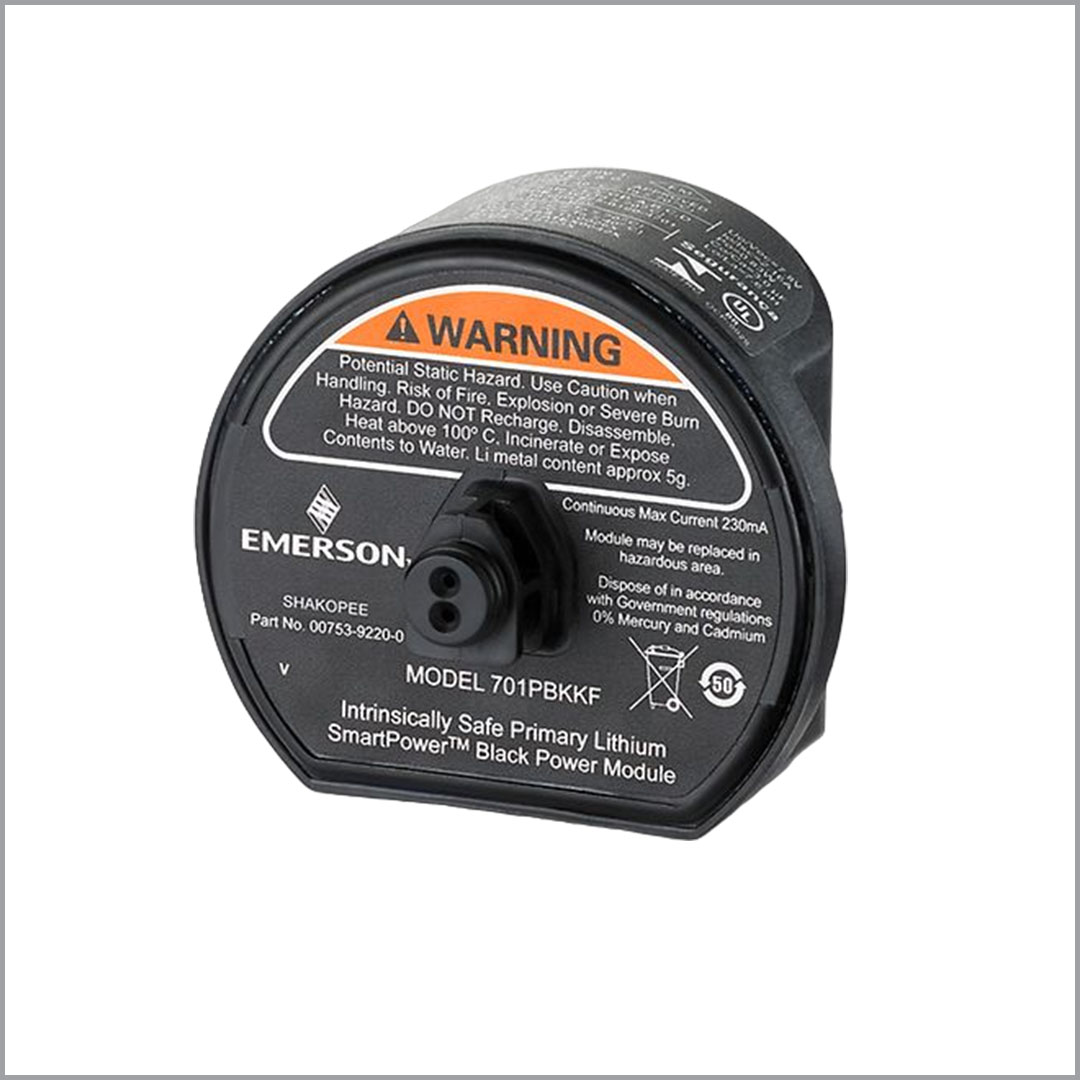 WARNING
Potential Static Hazard. Use Caution when
Handling. Risk of Fire. Explosion or Severe Burn
Hazard. DO NOT Recharge. Disassemble.
Heat above 100º C. Incinerate or Expose
Contents to Water. Li metal content approx 5g.
Continuous Max Current 230mA
Module may be replaced in
hazardous area.
Dispose of in accordance
with Government regulations
0% Mercury and Cadmium
EMERSON
SHAKOPEE
Part No. 00753-9220-0
V
MODEL 701PBKKF
50
Intrinsically Safe Primary Lithium
SmartPower™ Black Power Module
Segurança
UL
BR